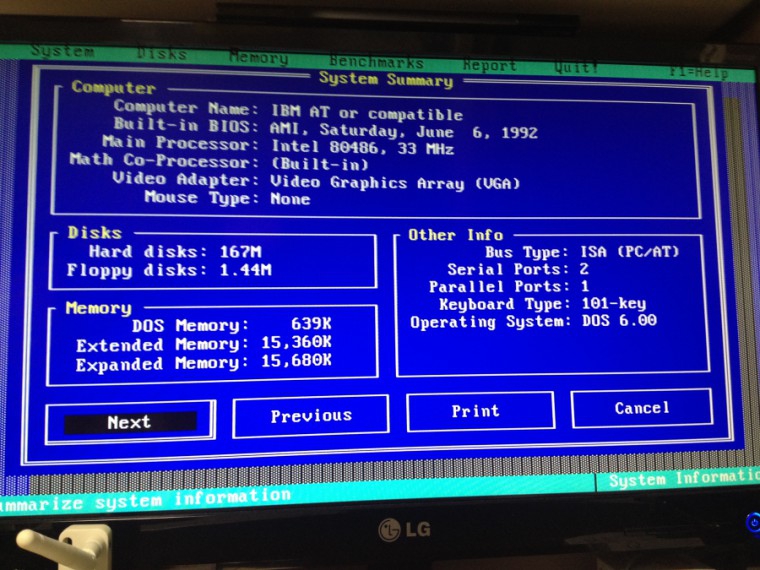 System Disks Memory Benchmarks Report Quit! F1=Help
System Summary
Computer
Computer Name: IBM AT or compatible
Built-in BIOS: AMI, Saturday, June 6, 1992
Main Processor: Intel 80486, 33 MHz
Math Co-Processor: (Built-in)
Video Adapter: Video Graphics Array (VGA)
Mouse Type: None
Disks
Hard disks: 167M
Floppy disks: 1.44M
Memory
DOS Memory: 639K
Extended Memory: 15,360K
Expanded Memory: 15,680K
Other Info
Bus Type: ISA (PC/AT)
Serial Ports: 2
Parallel Ports: 1
Keyboard Type: 101-key
Operating System: DOS 6.00
Next Previous Print Cancel
ummarize system information
System Informatio
LG